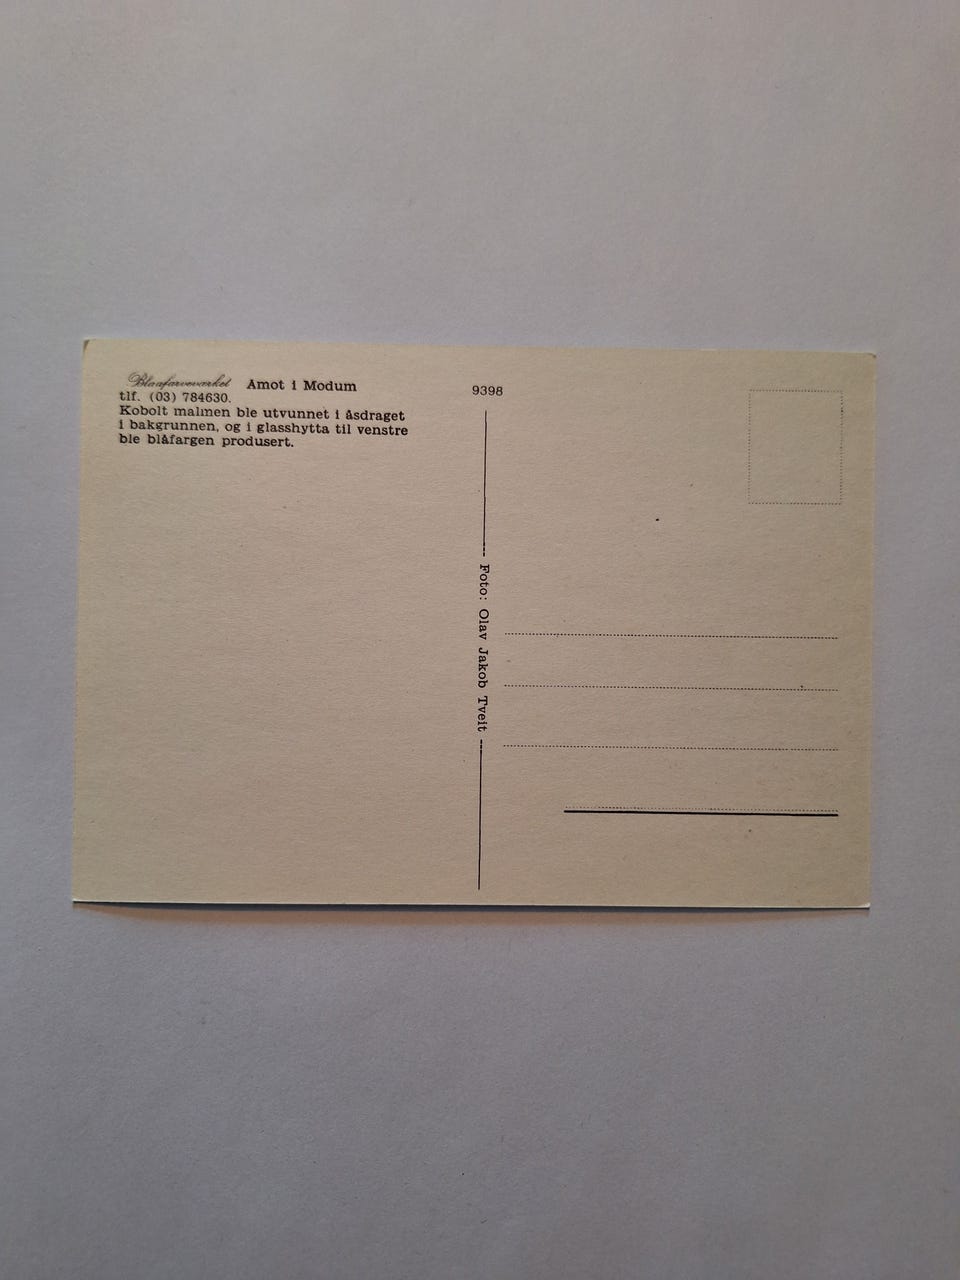 Blaafarveværket Amot i Modum
tlf. (03) 784630.
Kobolt malmen ble utvunnet i åsdraget
i bakgrunnen, og i glasshytta til venstre
ble blåfargen produsert.
9398
Foto: Olav Jakob Tveit